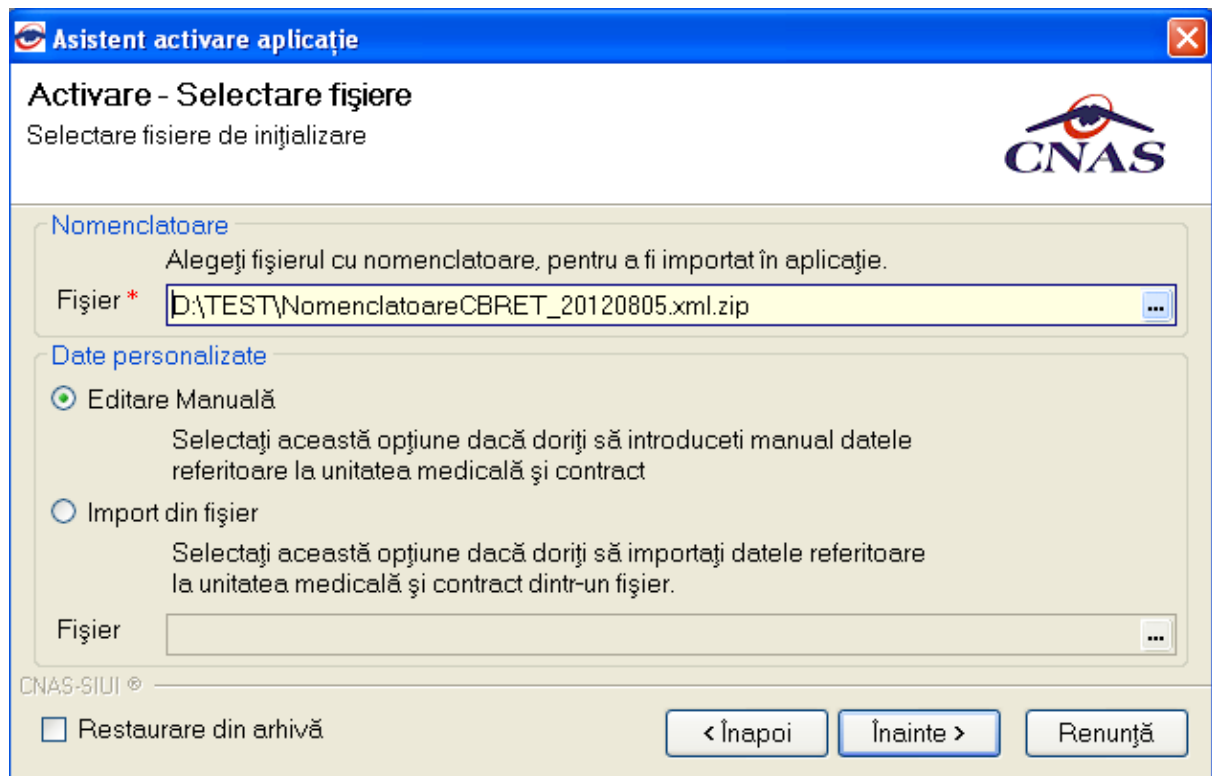 Asistent activare aplicație
Activare - Selectare fişiere
Selectare fisiere de iniţializare
CNAS
Nomenclatoare
Alegeţi fişierul cu nomenclatoare, pentru a fi importat în aplicaţie.
Fişier *
D:\TEST\NomenclatoareCBRET_20120805.xml.zip
...
Date personalizate
Editare Manuală
Selectaţi această opţiune dacă doriţi să introduceti manual datele
referitoare la unitatea medicală şi contract
Import din fişier
Selectaţi această opţiune dacă doriţi să importaţi datele referitoare
la unitatea medicală şi contract dintr-un fişier.
Fişier
...
CNAS-SIUI ®
Restaurare din arhivă
< Înapoi
Înainte >
Renunţă